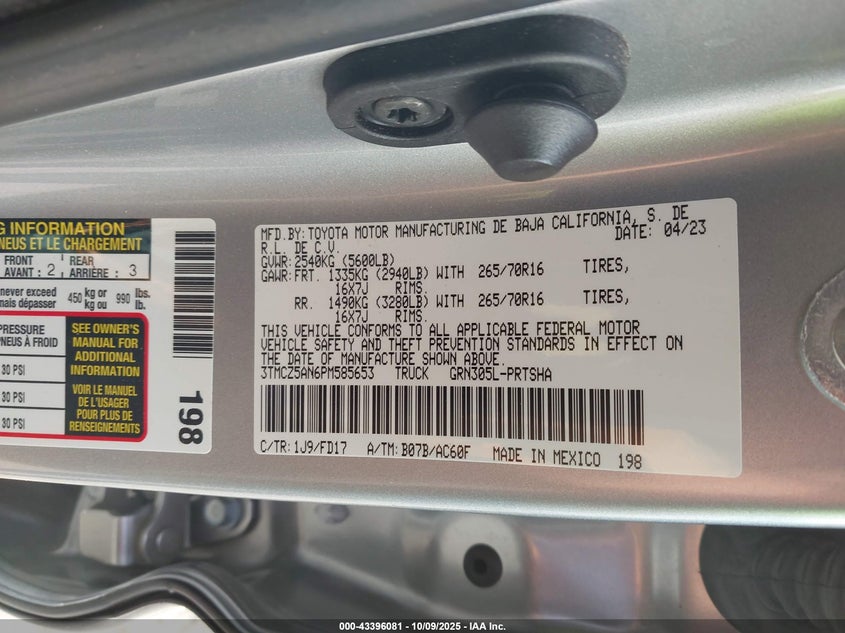 G INFORMATION
NEUS ET LE CHARGEMENT
FRONT
AVANT : 2
REAR
ARRIÈRE : 3
never exceed
mais dépasser
450 kg or
kg ou
990 lbs.
lb.
PRESSURE
PNEUS À FROID
30 PSI
30 PSI
30 PSI
SEE OWNER'S
MANUAL FOR
ADDITIONAL
INFORMATION
VOIR LE MANUEL
DE L'USAGER
POUR PLUS DE
RENSEIGNEMENTS
198
MFD.BY:TOYOTA MOTOR MANUFACTURING DE BAJA CALIFORNIA, S. DE
R.L. DE C.V. DATE: 04/23
GVWR:2540KG (5600LB)
GAWR:FRT. 1335KG (2940LB) WITH 265/70R16 TIRES,
16X7J RIMS.
RR. 1490KG (3280LB) WITH 265/70R16 TIRES,
16X7J RIMS.
THIS VEHICLE CONFORMS TO ALL APPLICABLE FEDERAL MOTOR
VEHICLE SAFETY AND THEFT PREVENTION STANDARDS IN EFFECT ON
THE DATE OF MANUFACTURE SHOWN ABOVE.
3TMCZ5AN6PM585653 TRUCK GRN305L-PRTSHA
C/TR:1J9/FD17 A/TM:B07B/AC60F MADE IN MEXICO 198
000-43396081 - 10/09/2025 - IAA Inc.